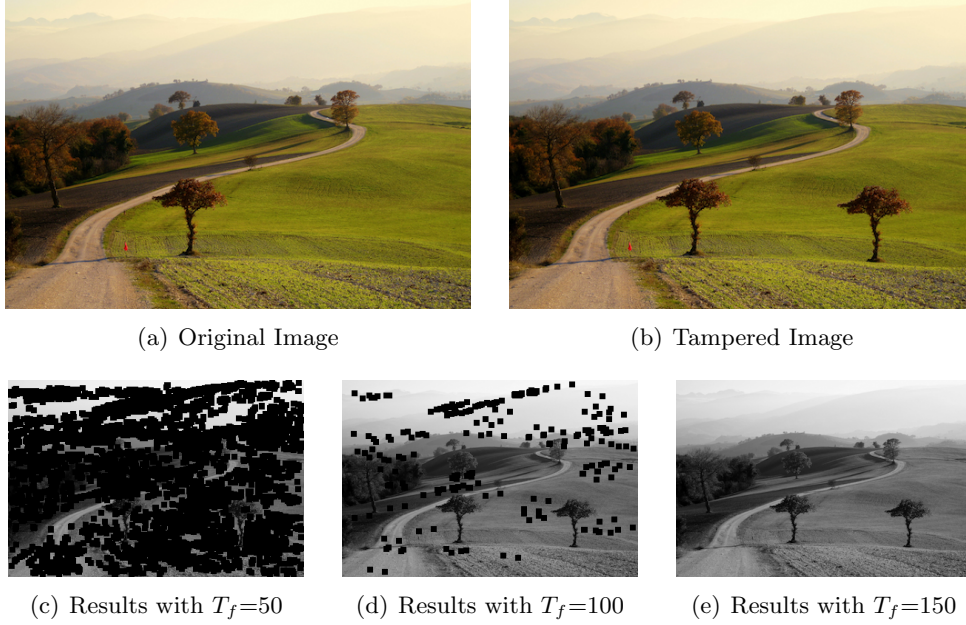 (a) Original Image
(b) Tampered Image
(c) Results with T_f=50
(d) Results with T_f=100
(e) Results with T_f=150